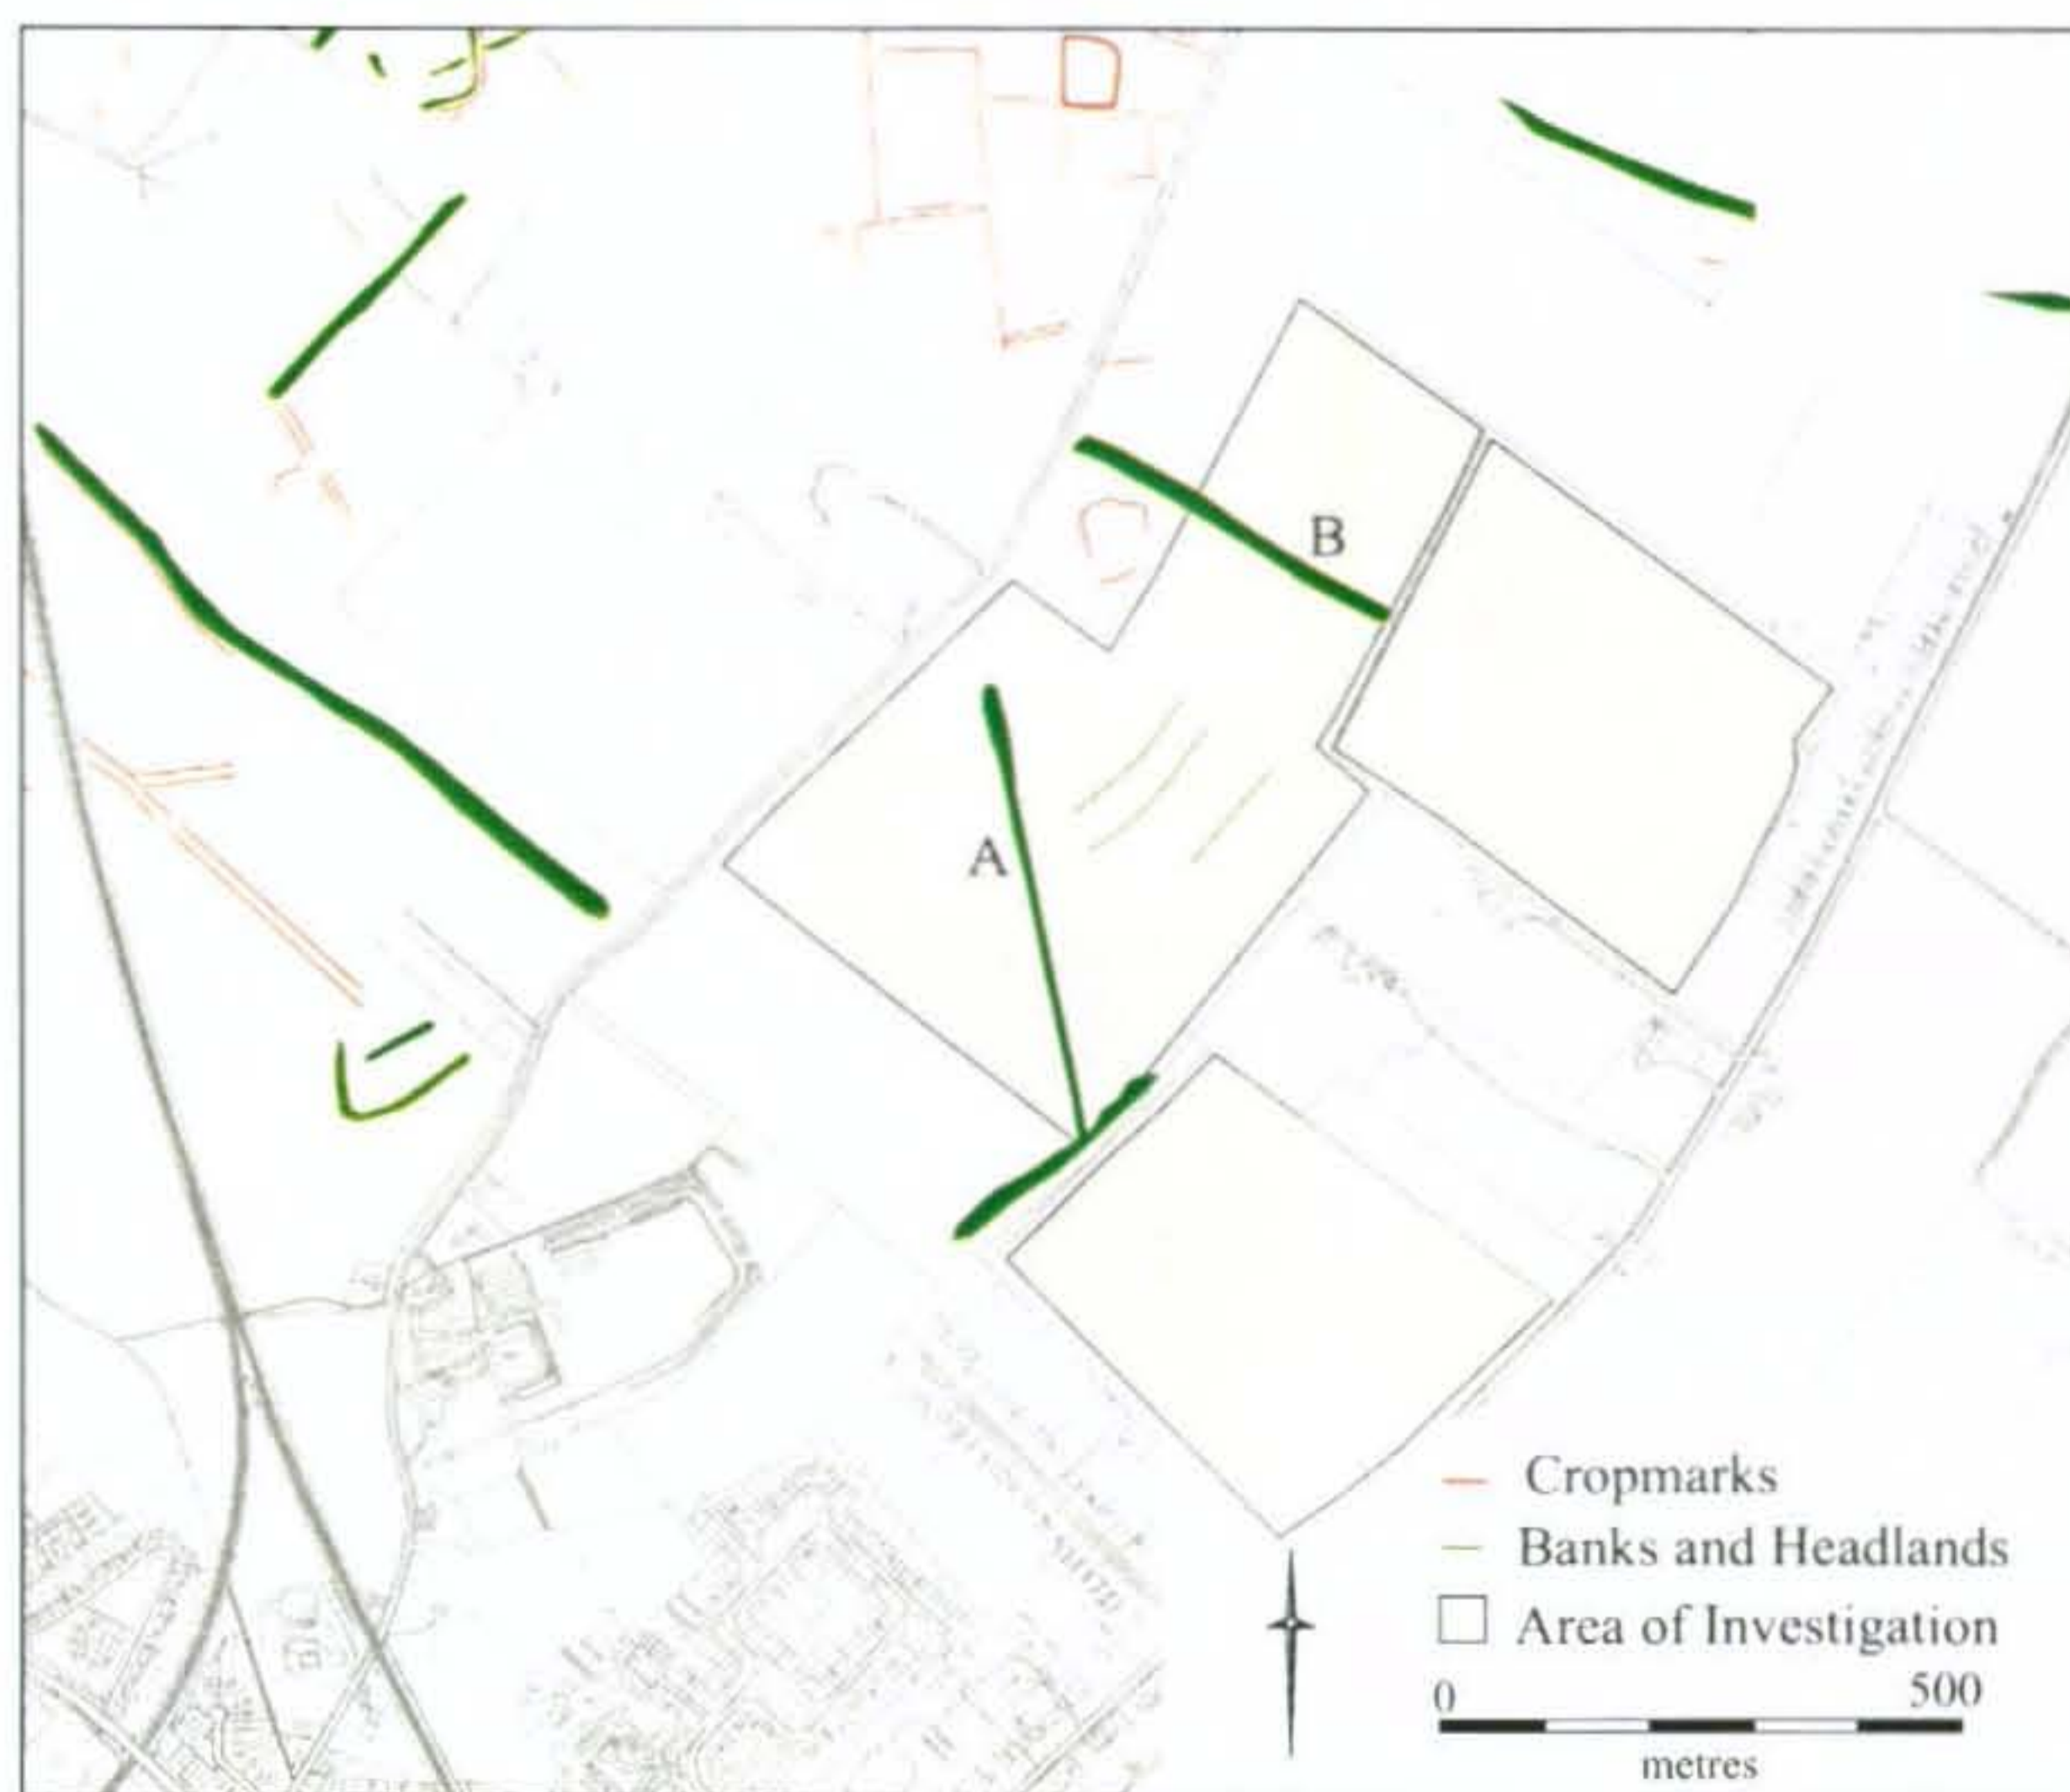 B
A
Cropmarks
Banks and Headlands
Area of Investigation
0 500
metres